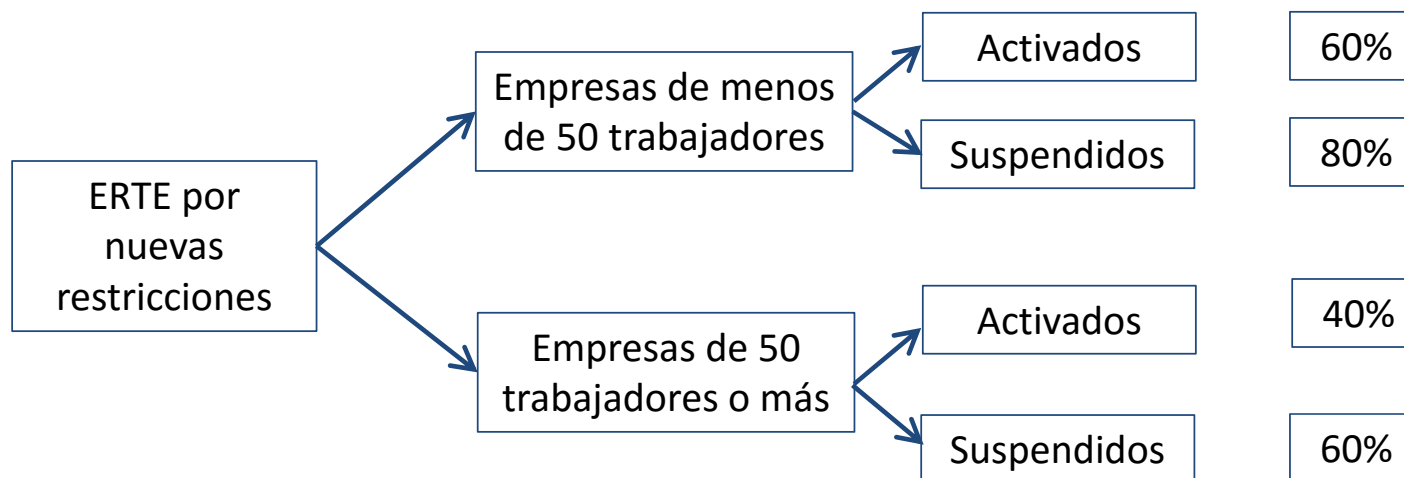 ERTE por
nuevas
restricciones
Empresas de menos
de 50 trabajadores
Activados
60%
Suspendidos
80%
Empresas de 50
trabajadores o más
Activados
40%
Suspendidos
60%